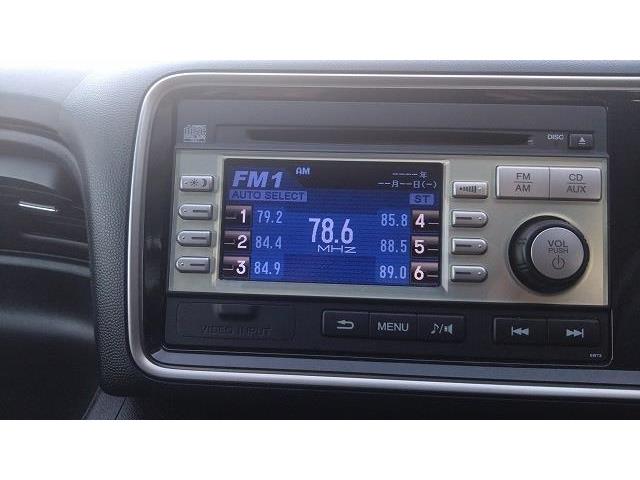 DISC
AM
FM1
----年
--月--日(--)
AUTO SELECT
ST
1 79.2
85.8 4
2 84.4
78.6
MHZ
88.5 5
3 84.9
89.0 6
FM
AM
CD
AUX
VOL
PUSH
VIDEO INPUT
MENU